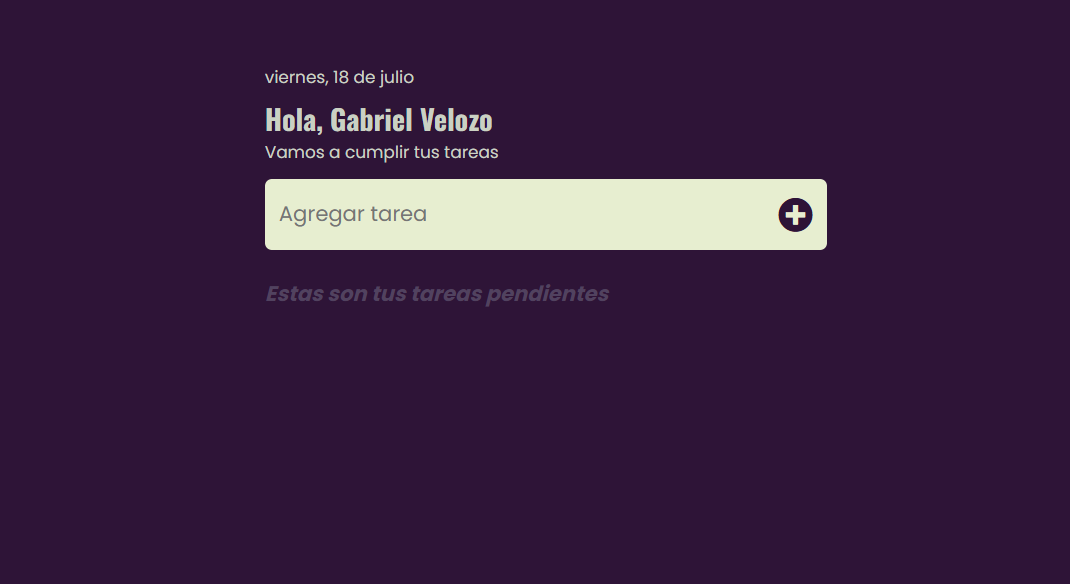 viernes, 18 de julio
Hola, Gabriel Velozo
Vamos a cumplir tus tareas
Agregar tarea
Estas son tus tareas pendientes